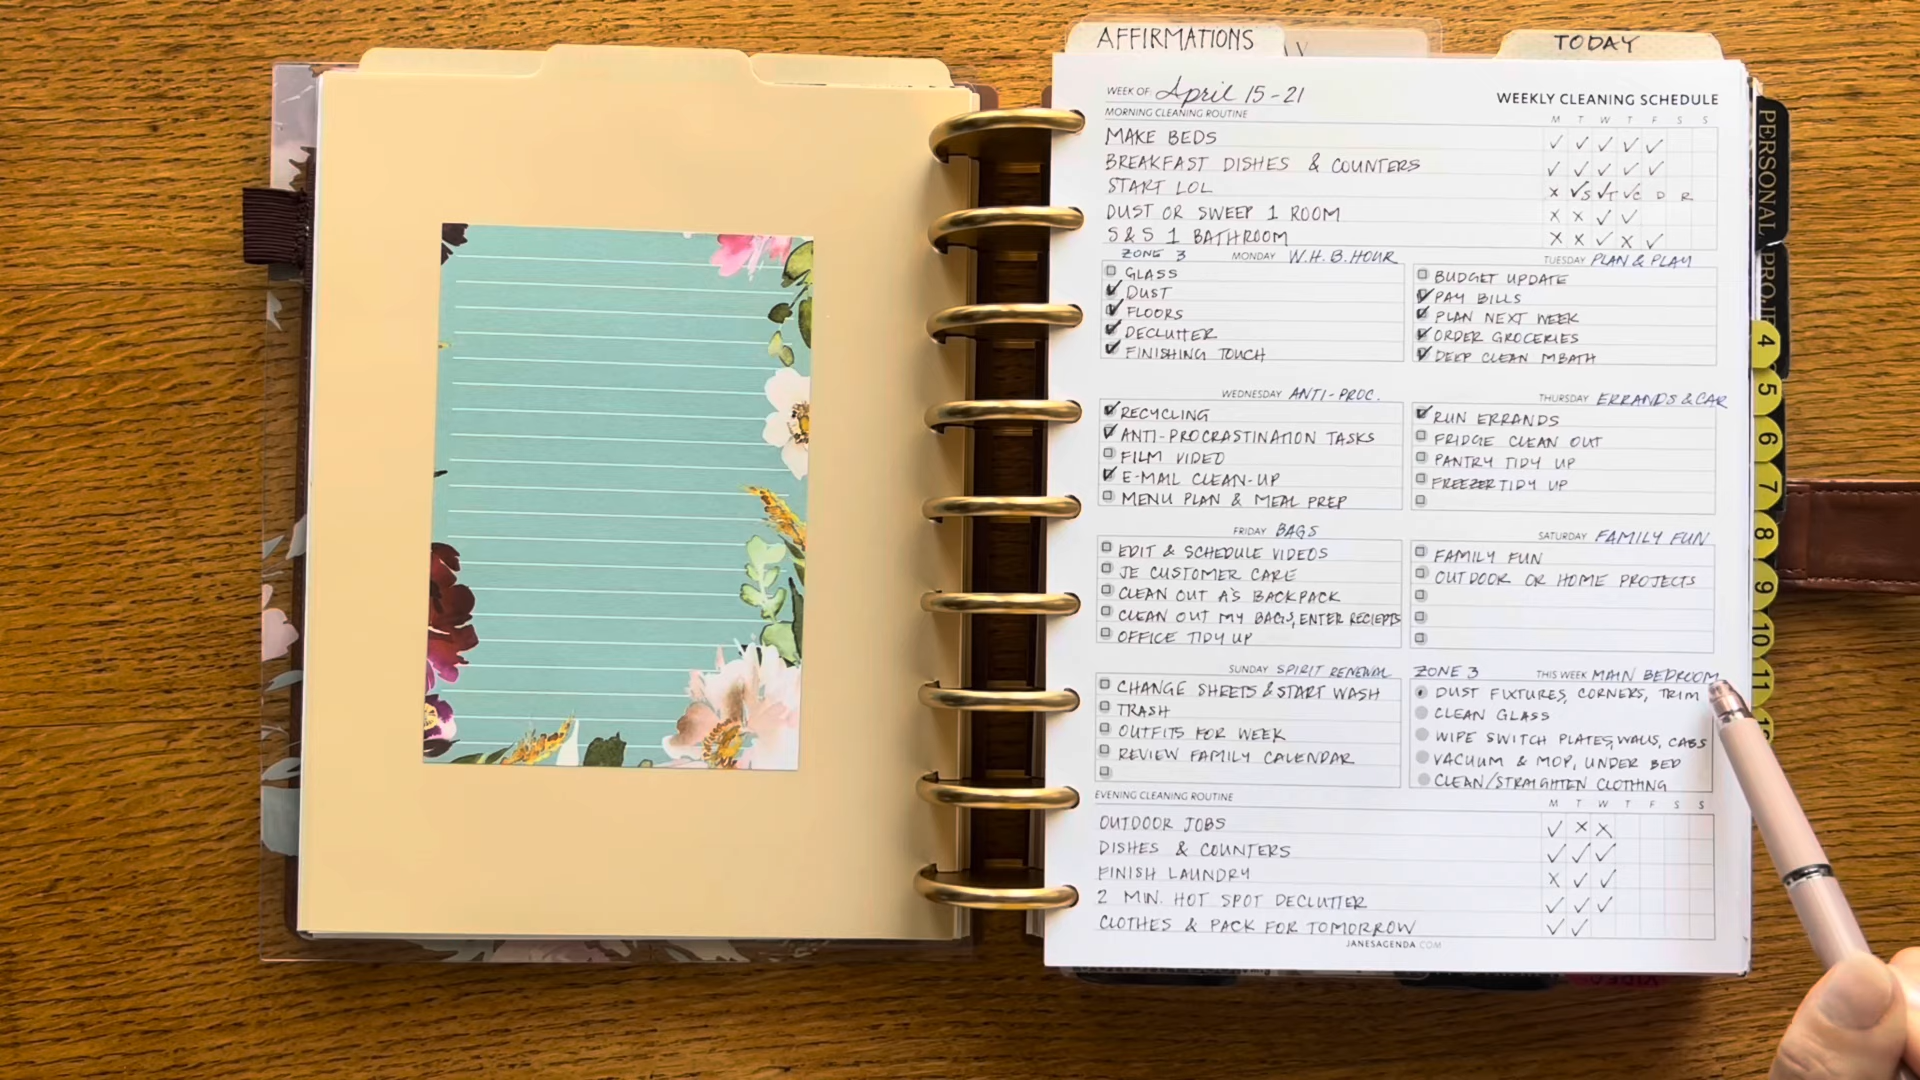 AFFIRMATIONS
TODAY
WEEK OF: April 15-21
WEEKLY CLEANING SCHEDULE
MORNING CLEANING ROUTINE
M T W T F S S
MAKE BEDS ✓ ✓ ✓ ✓ ✓
BREAKFAST DISHES & COUNTERS ✓ ✓ ✓ ✓ ✓
START LOL X ✓S ✓T ✓C D R
DUST OR SWEEP 1 ROOM X X ✓ ✓
S&S 1 BATHROOM X X ✓ X ✓
ZONE 3 MONDAY W.H.B.HOUR
GLASS
DUST
FLOORS
DECLUTTER
FINISHING TOUCH
TUESDAY PLAN & PLAY
BUDGET UPDATE
PAY BILLS
PLAN NEXT WEEK
ORDER GROCERIES
DEEP CLEAN MBATH
WEDNESDAY ANTI-PROC.
RECYCLING
ANTI-PROCRASTINATION TASKS
FILM VIDEO
E-MAIL CLEAN-UP
MENU PLAN & MEAL PREP
THURSDAY ERRANDS & CAR
RUN ERRANDS
FRIDGE CLEAN OUT
PANTRY TIDY UP
FREEZER TIDY UP
FRIDAY BAGS
EDIT & SCHEDULE VIDEOS
JE CUSTOMER CARE
CLEAN OUT A'S BACKPACK
CLEAN OUT MY BAGS, ENTER RECIEPTS
OFFICE TIDY UP
SATURDAY FAMILY FUN
FAMILY FUN
OUTDOOR OR HOME PROJECTS
SUNDAY SPIRIT RENEWAL
CHANGE SHEETS & START WASH
TRASH
OUTFITS FOR WEEK
REVIEW FAMILY CALENDAR
ZONE 3 THIS WEEK MAIN BEDROOM
DUST FIXTURES, CORNERS, TRIM
CLEAN GLASS
WIPE SWITCH PLATES, WALLS, CABS
VACUUM & MOP, UNDER BED
CLEAN/STRAIGHTEN CLOTHING
EVENING CLEANING ROUTINE
M T W T F S S
OUTDOOR JOBS ✓ X X
DISHES & COUNTERS ✓ ✓ ✓
FINISH LAUNDRY X ✓ ✓
2 MIN. HOT SPOT DECLUTTER ✓ ✓ ✓
CLOTHES & PACK FOR TOMORROW ✓ ✓
JANESAGENDA.COM
PERSONAL
4
5
6
7
8
9
10
11